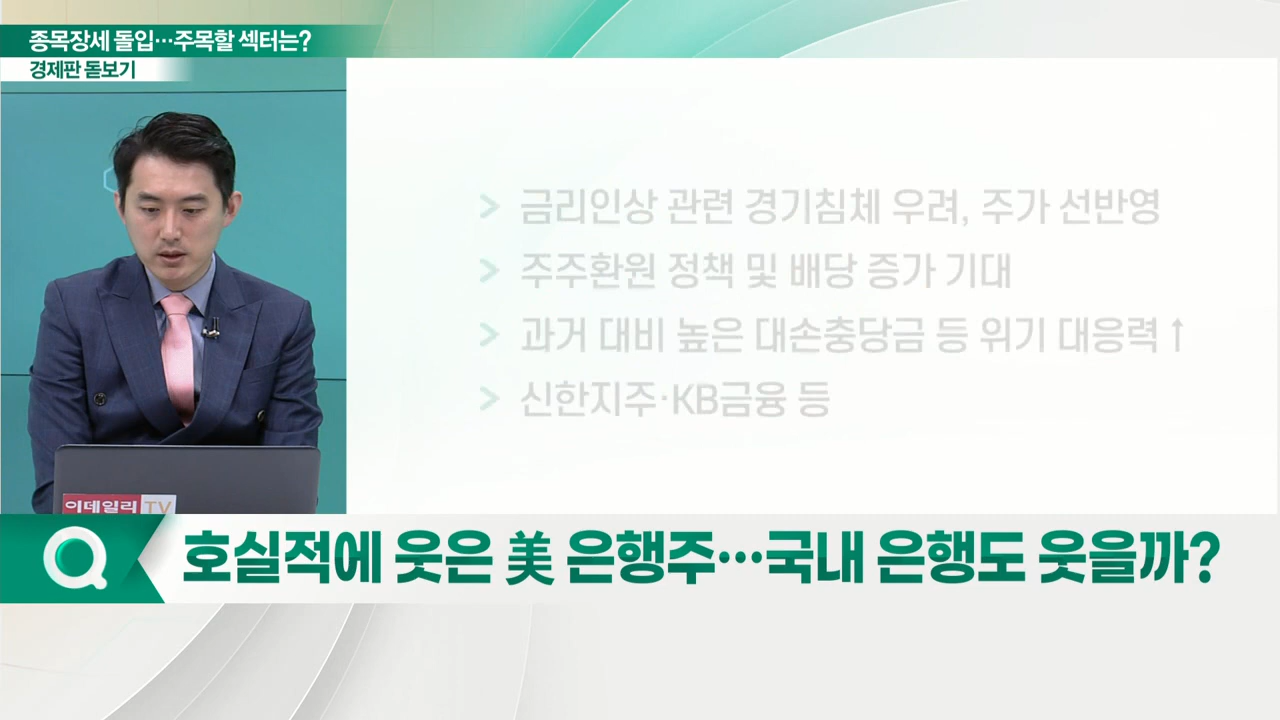 종목장세 돌입…주목할 섹터는?
경제판 돋보기
> 금리인상 관련 경기침체 우려, 주가 선반영
> 주주환원 정책 및 배당 증가 기대
> 과거 대비 높은 대손충당금 등 위기 대응력↑
> 신한지주·KB금융 등
이데일리 TV
Q 호실적에 웃은 美 은행주…국내 은행도 웃을까?